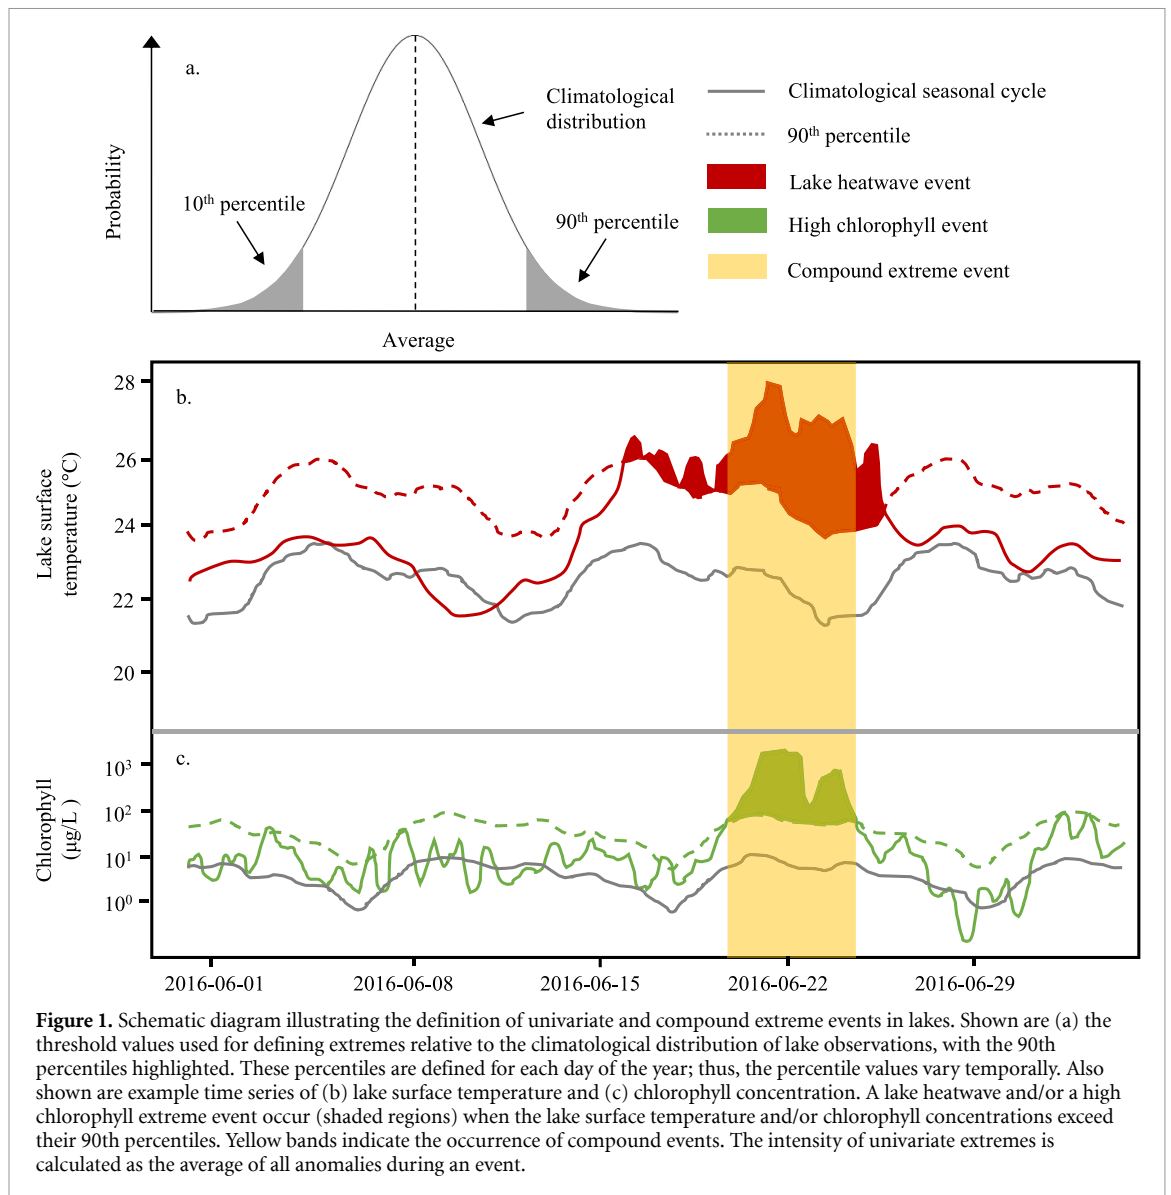 a.
Probability
10th percentile
Climatological
distribution
90th percentile
Average
Climatological seasonal cycle
90th percentile
Lake heatwave event
High chlorophyll event
Compound extreme event
b.
Lake surface
temperature (°C)
28
26
24
22
20
c.
Chlorophyll
(µg/L )
10³
10²
10¹
10⁰
2016-06-01
2016-06-08
2016-06-15
2016-06-22
2016-06-29
Figure 1. Schematic diagram illustrating the definition of univariate and compound extreme events in lakes. Shown are (a) the
threshold values used for defining extremes relative to the climatological distribution of lake observations, with the 90th
percentiles highlighted. These percentiles are defined for each day of the year; thus, the percentile values vary temporally. Also
shown are example time series of (b) lake surface temperature and (c) chlorophyll concentration. A lake heatwave and/or a high
chlorophyll extreme event occur (shaded regions) when the lake surface temperature and/or chlorophyll concentrations exceed
their 90th percentiles. Yellow bands indicate the occurrence of compound events. The intensity of univariate extremes is
calculated as the average of all anomalies during an event.